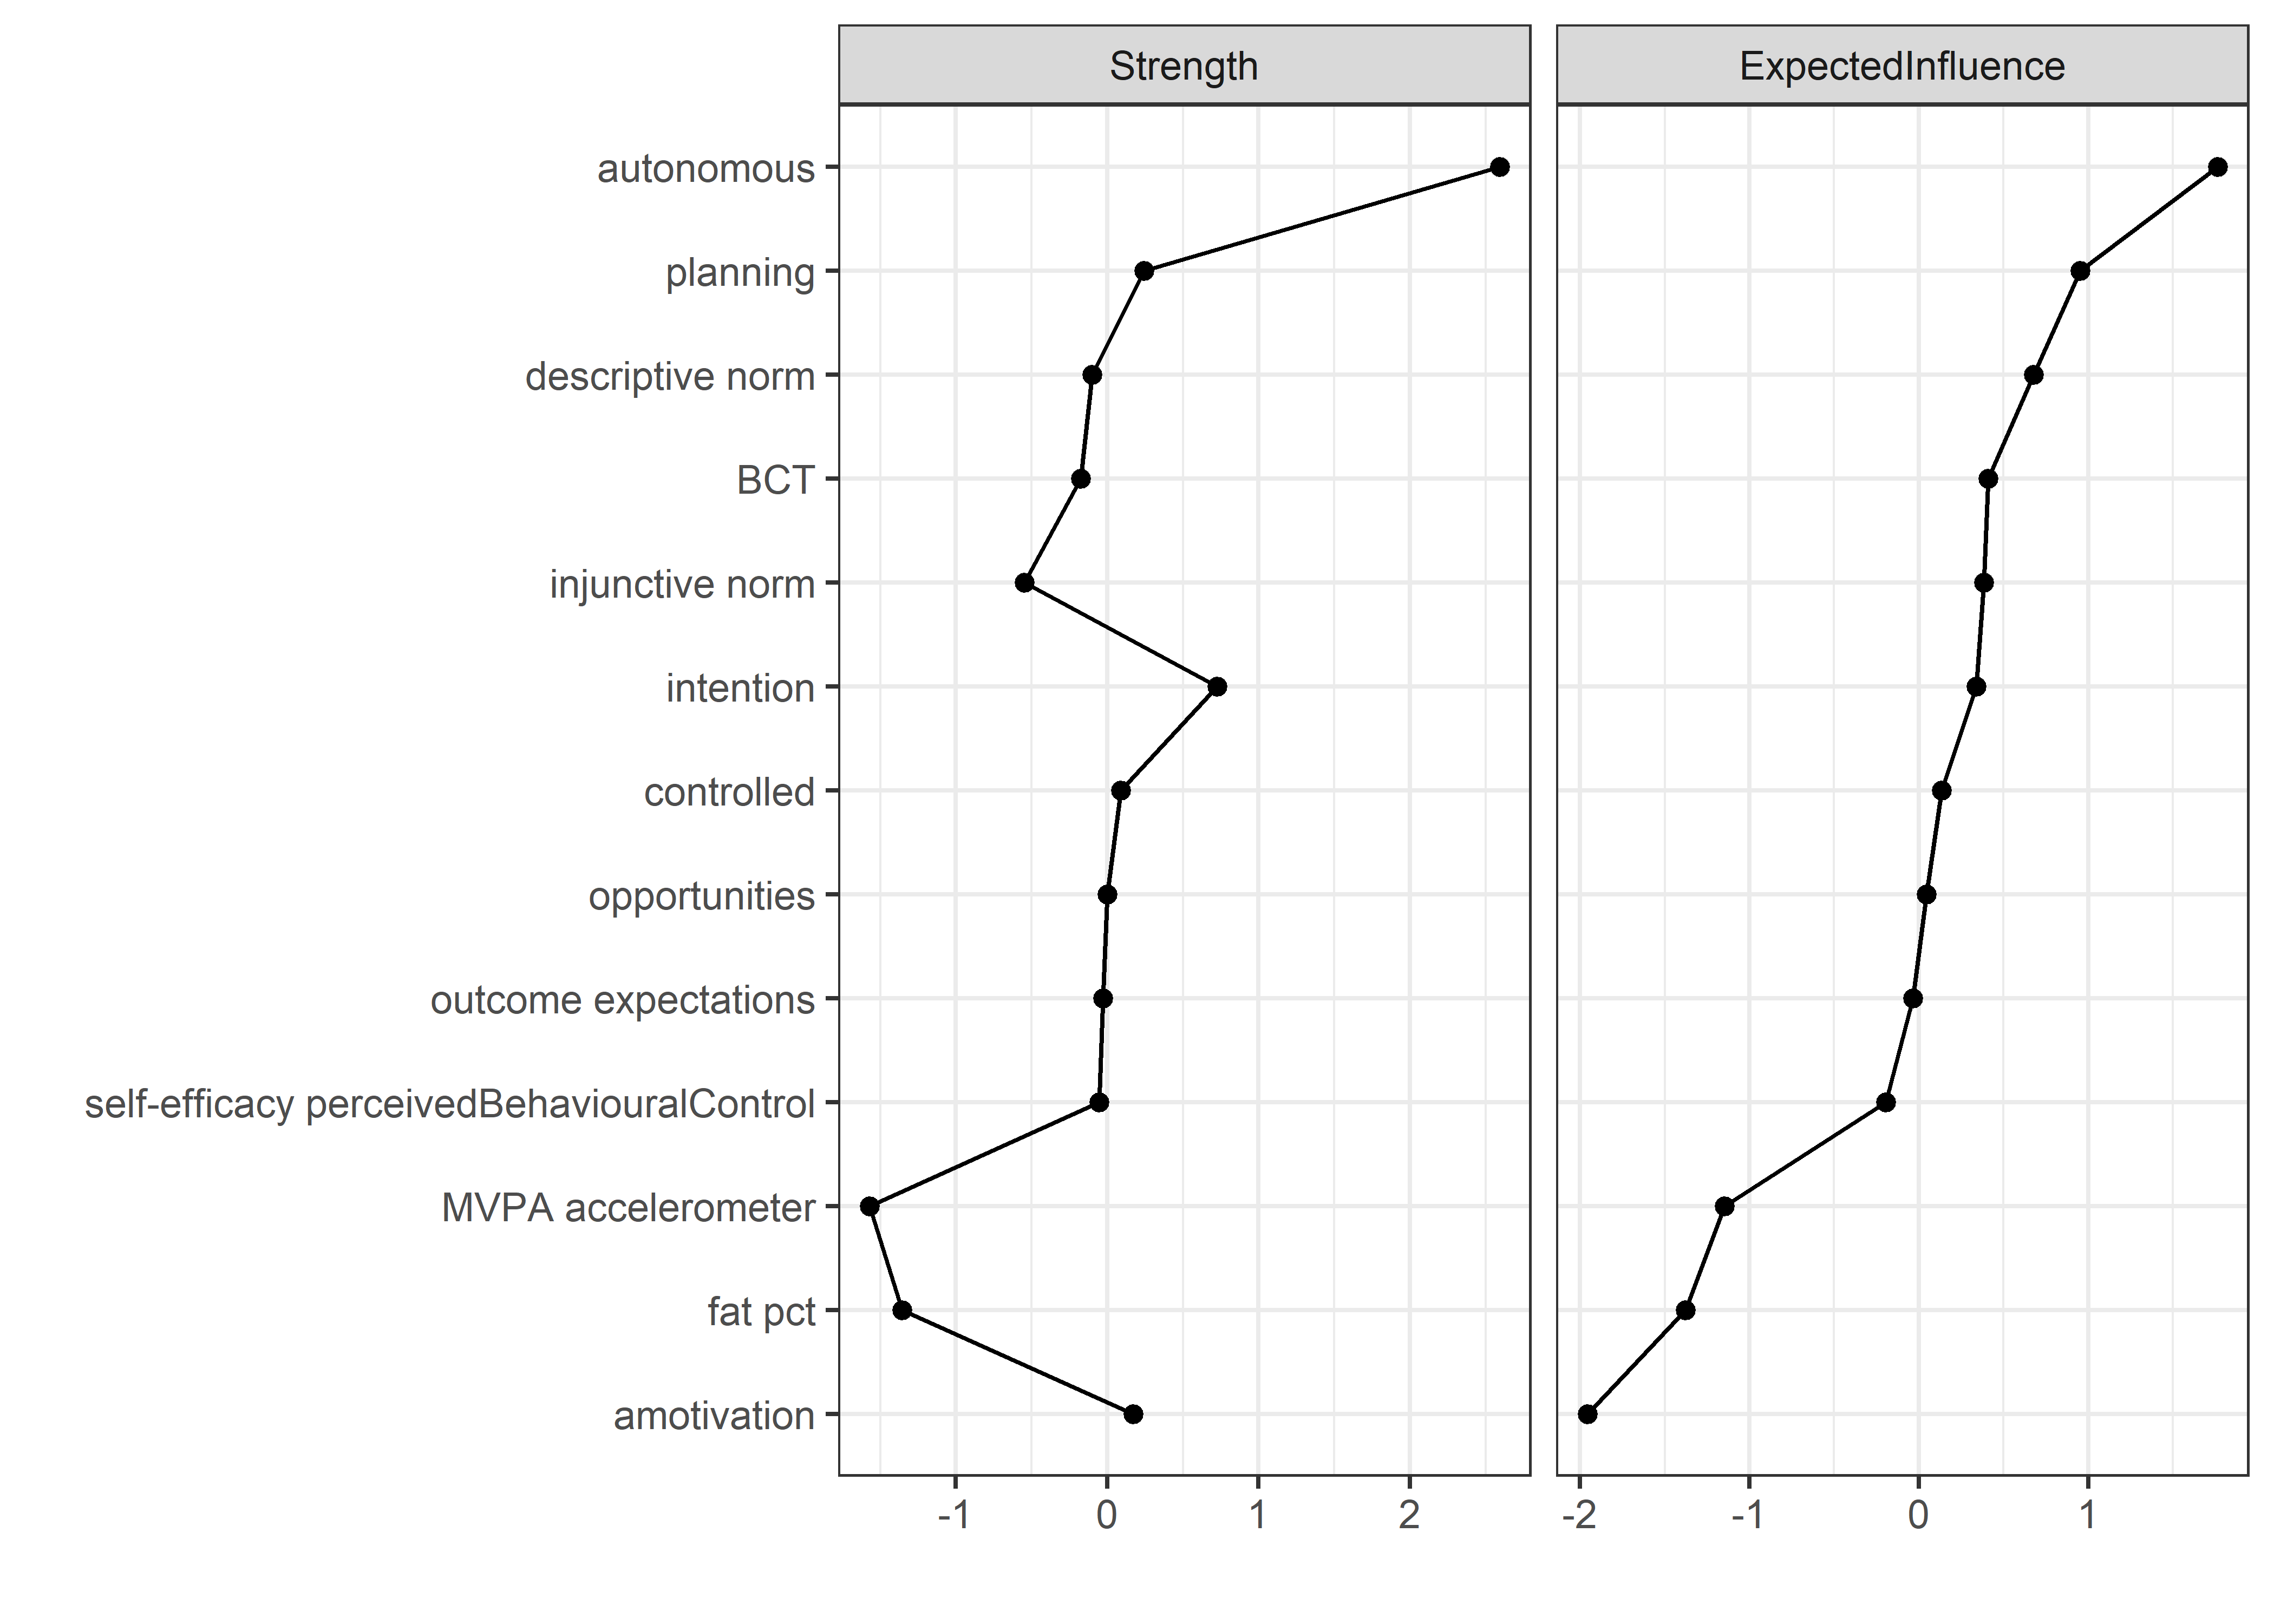 Strength ExpectedInfluence
autonomous
planning
descriptive norm
BCT
injunctive norm
intention
controlled
opportunities
outcome expectations
self-efficacy perceivedBehaviouralControl
MVPA accelerometer
fat pct
amotivation
-1 0 1 2 -2 -1 0 1